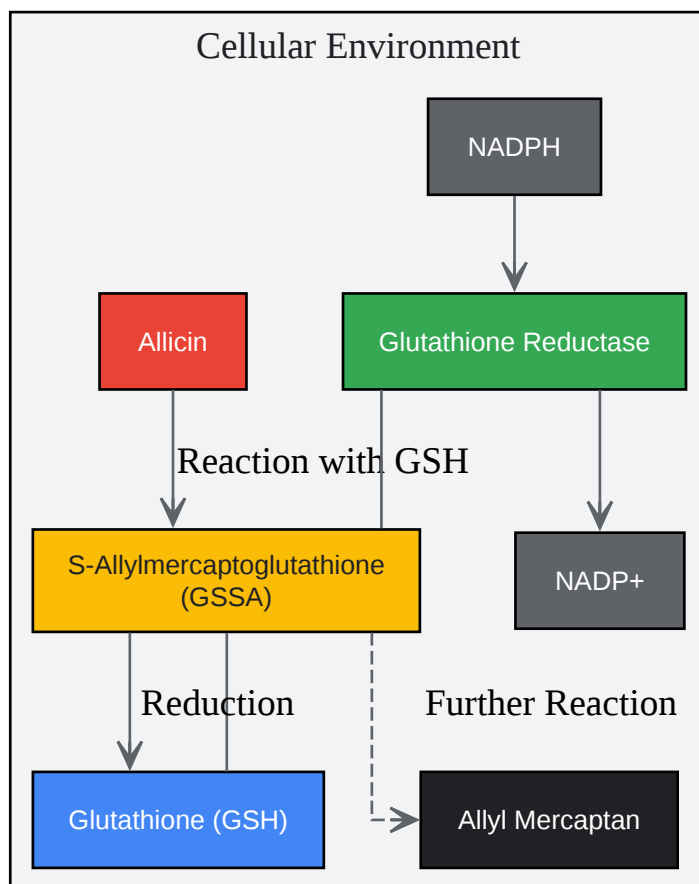 Cellular Environment
NADPH
Allicin
Glutathione Reductase
Reaction with GSH
S-Allylmercaptoglutathione
(GSSA)
NADP+
Reduction
Further Reaction
Glutathione (GSH)
Allyl Mercaptan